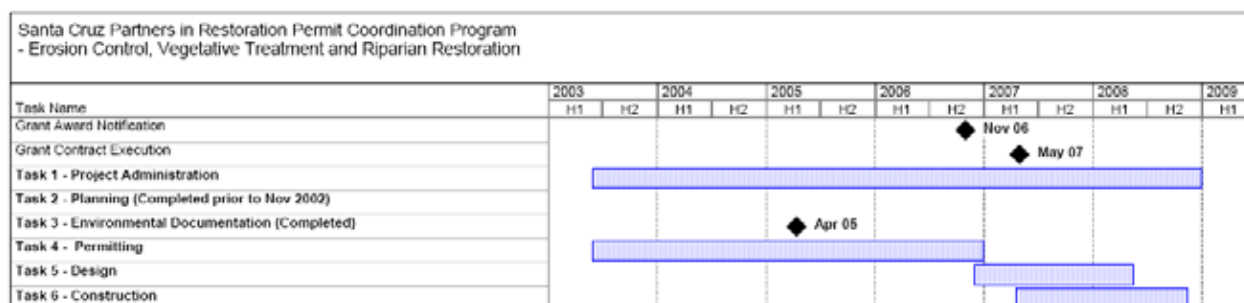 Santa Cruz Partners in Restoration Permit Coordination Program
- Erosion Control, Vegetative Treatment and Riparian Restoration
2003 2004 2005 2006 2007 2008 2009
Task Name H1 H2 H1 H2 H1 H2 H1 H2 H1 H2 H1 H2 H1
Grant Award Notification Nov 06
Grant Contract Execution May 07
Task 1 - Project Administration
Task 2 - Planning (Completed prior to Nov 2002)
Task 3 - Environmental Documentation (Completed) Apr 05
Task 4 - Permitting
Task 5 - Design
Task 6 - Construction